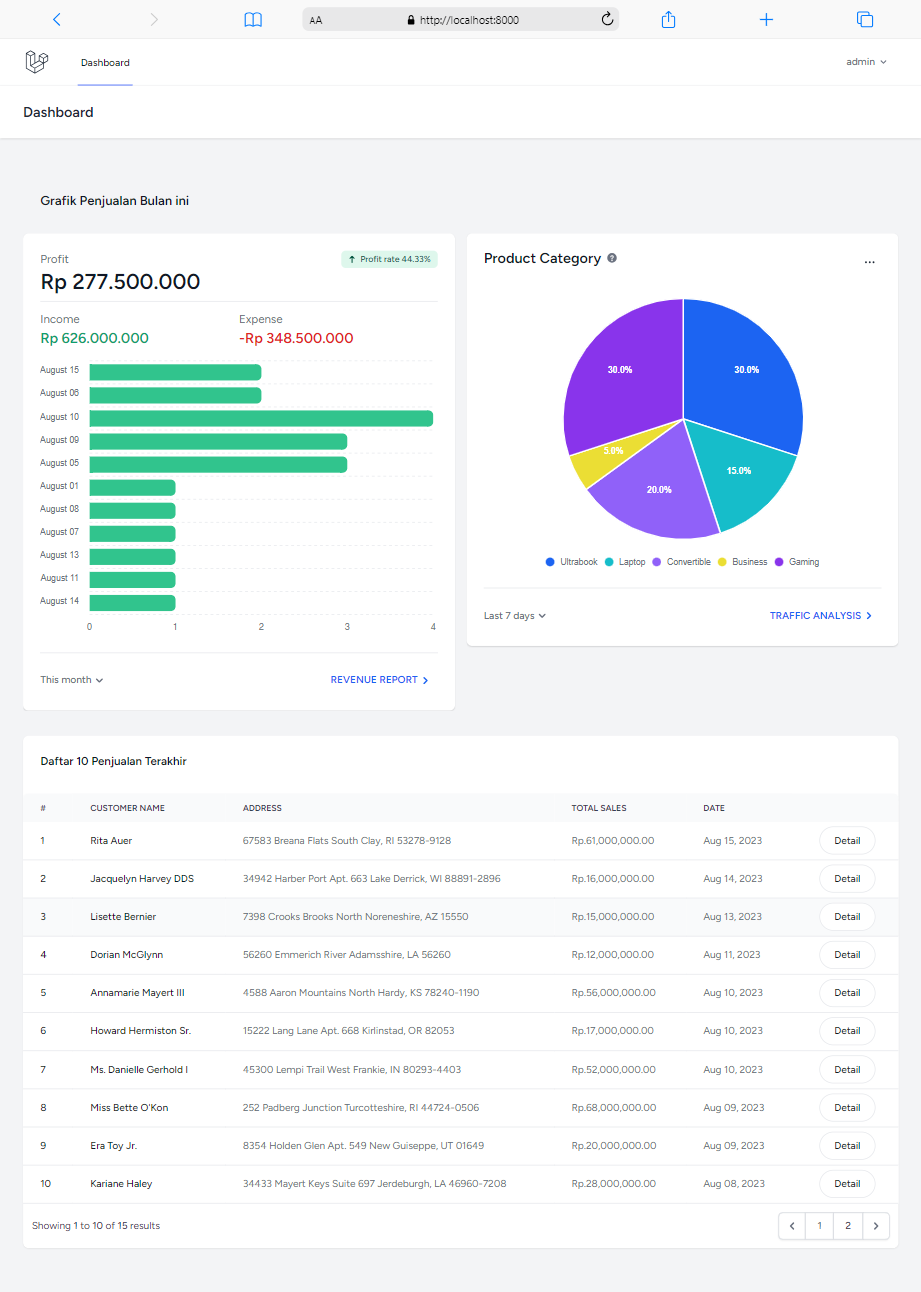 AA http://localhost:8000
Dashboard admin
Dashboard
Grafik Penjualan Bulan ini
Profit
Profit rate 44.33%
Rp 277.500.000
Income Expense
Rp 626.000.000 -Rp 348.500.000
August 15
August 06
August 10
August 09
August 05
August 01
August 08
August 07
August 13
August 11
August 14
0 1 2 3 4
This month REVENUE REPORT
Product Category ? ...
30.0% 30.0%
5.0%
15.0%
20.0%
Ultrabook Laptop Convertible Business Gaming
Last 7 days TRAFFIC ANALYSIS
Daftar 10 Penjualan Terakhir
# CUSTOMER NAME ADDRESS TOTAL SALES DATE
1 Rita Auer 67583 Breana Flats South Clay, RI 53278-9128 Rp.61,000,000.00 Aug 15, 2023 Detail
2 Jacquelyn Harvey DDS 34942 Harber Port Apt. 663 Lake Derrick, WI 88891-2896 Rp.16,000,000.00 Aug 14, 2023 Detail
3 Lisette Bernier 7398 Crooks Brooks North Noreneshire, AZ 15550 Rp.15,000,000.00 Aug 13, 2023 Detail
4 Dorian McGlynn 56260 Emmerich River Adamsshire, LA 56260 Rp.12,000,000.00 Aug 11, 2023 Detail
5 Annamarie Mayert III 4588 Aaron Mountains North Hardy, KS 78240-1190 Rp.56,000,000.00 Aug 10, 2023 Detail
6 Howard Hermiston Sr. 15222 Lang Lane Apt. 668 Kirlinstad, OR 82053 Rp.17,000,000.00 Aug 10, 2023 Detail
7 Ms. Danielle Gerhold I 45300 Lempi Trail West Frankie, IN 80293-4403 Rp.52,000,000.00 Aug 10, 2023 Detail
8 Miss Bette O'Kon 252 Padberg Junction Turcotteshire, RI 44724-0506 Rp.68,000,000.00 Aug 09, 2023 Detail
9 Era Toy Jr. 8354 Holden Glen Apt. 549 New Guiseppe, UT 01649 Rp.20,000,000.00 Aug 09, 2023 Detail
10 Kariane Haley 34433 Mayert Keys Suite 697 Jerdeburgh, LA 46960-7208 Rp.28,000,000.00 Aug 08, 2023 Detail
Showing 1 to 10 of 15 results 1 2